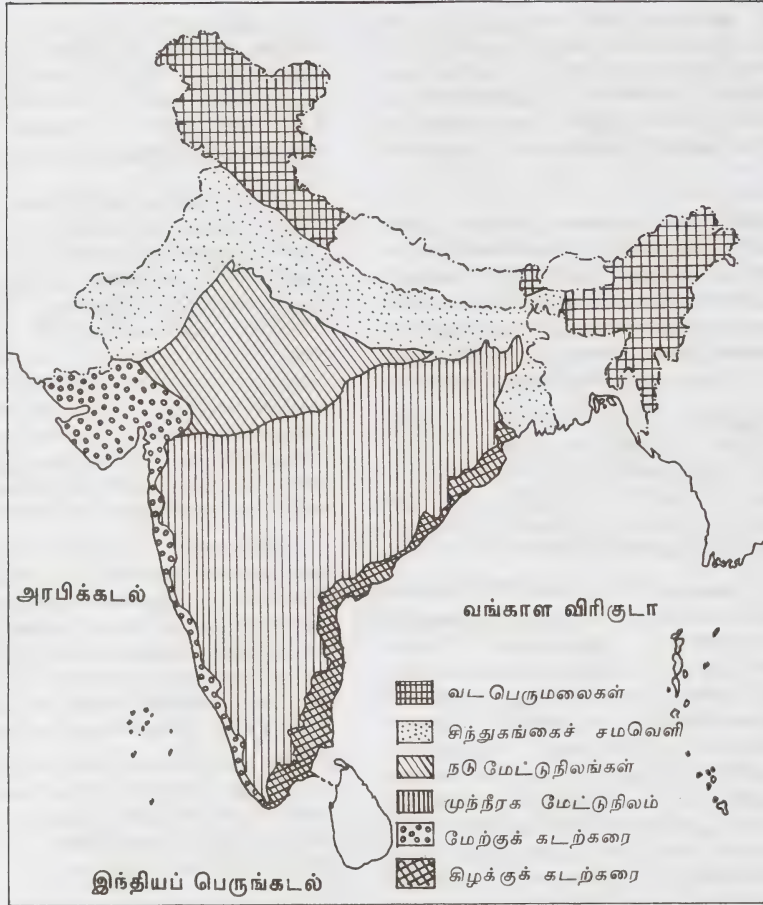 அரபிக்கடல்
வங்காள விரிகுடா
வட பெருமலைகள்
சிந்துகங்கைச் சமவெளி
நடு மேட்டுநிலங்கள்
முந்நீரக மேட்டுநிலம்
மேற்குக் கடற்கரை
கிழக்குக் கடற்கரை
இந்தியப் பெருங்கடல்